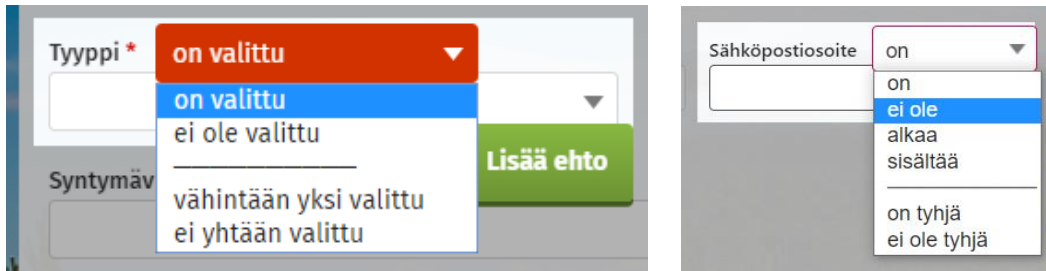 Tyyppi * on valittu
on valittu
ei ole valittu
Lisää ehto
Syntymäv
vähintään yksi valittu
ei yhtään valittu
Sähköpostiosoite on
on
ei ole
alkaa
sisältää
on tyhjä
ei ole tyhjä